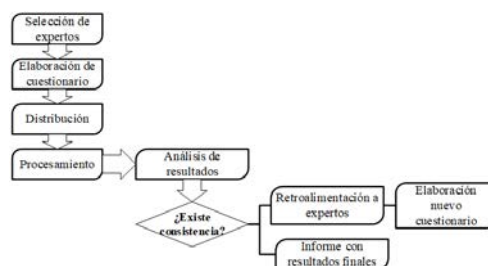 Selección de
expertos
Elaboración de
cuestionario
Distribución
Procesamiento
Análisis de
resultados
¿Existe
consistencia?
Retroalimentación a
expertos
Elaboración
nuevo
cuestionario
Informe con
resultados finales